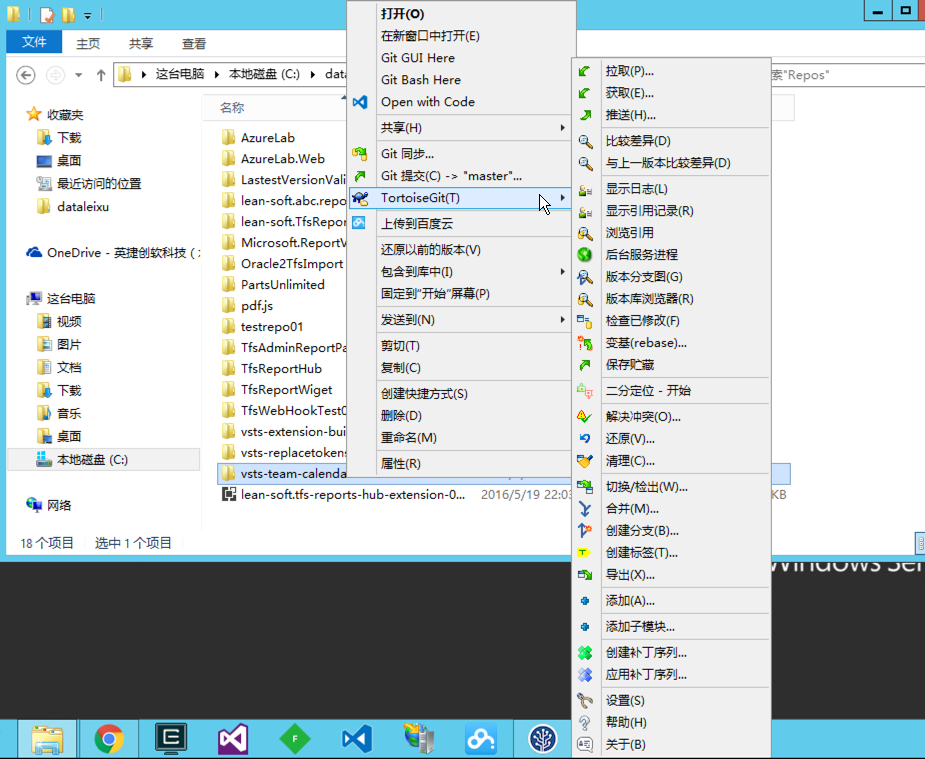 文件
主页
共享
查看
这台电脑
本地磁盘 (C:)
索"Repos"
收藏夹
下载
桌面
最近访问的位置
dataleixu
OneDrive - 英捷创软科技 (
这台电脑
视频
图片
文档
下载
音乐
桌面
本地磁盘 (C:)
网络
18 个项目
选中 1 个项目
名称
AzureLab
AzureLab.Web
LastestVersionVali
lean-soft.abc.repo
lean-soft.TfsRepor
Microsoft.ReportV
Oracle2TfsImport
PartsUnlimited
pdf.js
testrepo01
TfsAdminReportPa
TfsReportHub
TfsReportWiget
TfsWebHookTest0
vsts-extension-bui
vsts-replacetokens
vsts-team-calenda
lean-soft.tfs-reports-hub-extension-0...
2016/5/19 22:03
KB
打开(O)
在新窗口中打开(E)
Git GUI Here
Git Bash Here
Open with Code
共享(H)
Git 同步...
Git 提交(C) -> "master"...
TortoiseGit(T)
上传到百度云
还原以前的版本(V)
包含到库中(I)
固定到"开始"屏幕(P)
发送到(N)
剪切(T)
复制(C)
创建快捷方式(S)
删除(D)
重命名(M)
属性(R)
拉取(P)...
获取(E)...
推送(H)...
比较差异(D)
与上一版本比较差异(D)
显示日志(L)
显示引用记录(R)
浏览引用
后台服务进程
版本分支图(G)
版本库浏览器(R)
检查已修改(F)
变基(rebase)...
保存贮藏
二分定位 - 开始
解决冲突(O)...
还原(V)...
清理(C)...
切换/检出(W)...
合并(M)...
创建分支(B)...
创建标签(T)...
导出(X)...
添加(A)...
添加子模块...
创建补丁序列...
应用补丁序列...
设置(S)
帮助(H)
关于(B)
Windows Ser